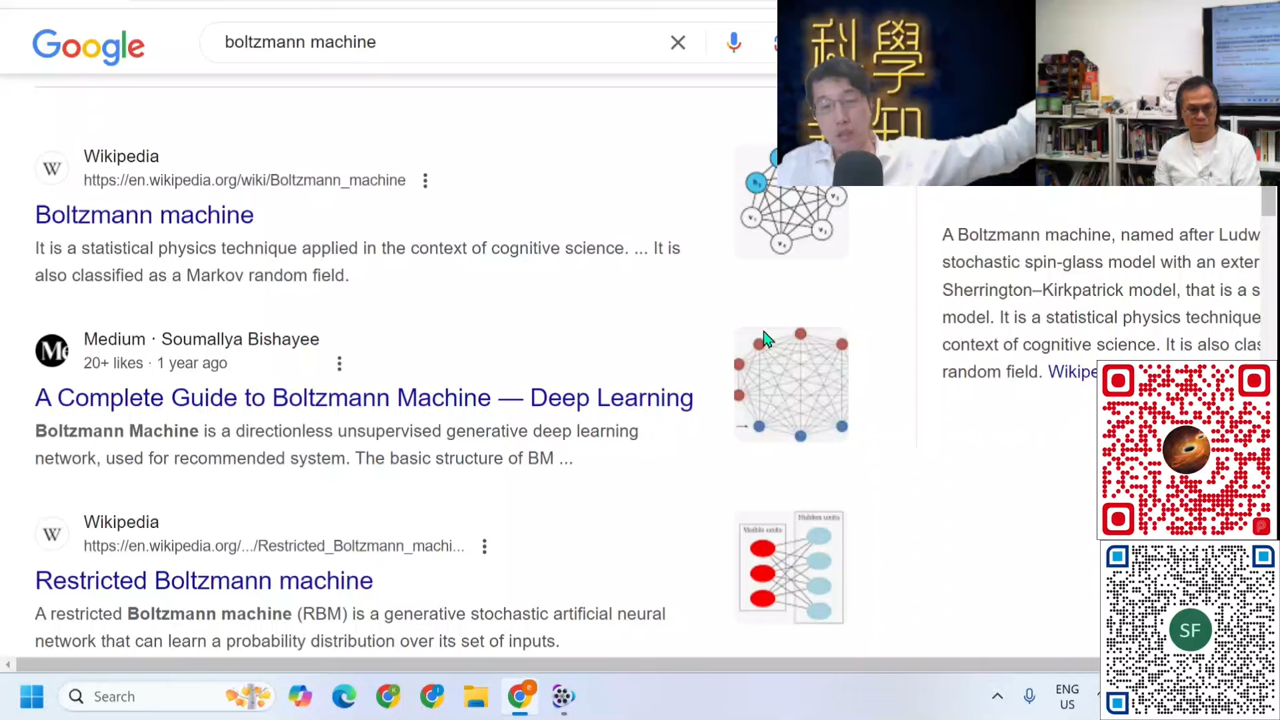 Google
boltzmann machine
科學
知
W
Wikipedia
https://en.wikipedia.org/wiki/Boltzmann_machine
Boltzmann machine
It is a statistical physics technique applied in the context of cognitive science. ... It is
also classified as a Markov random field.
A Boltzmann machine, named after Ludw
stochastic spin-glass model with an exter
Sherrington–Kirkpatrick model, that is a s
model. It is a statistical physics technique
context of cognitive science. It is also clas
random field. Wikipe
Medium · Soumallya Bishayee
20+ likes · 1 year ago
A Complete Guide to Boltzmann Machine — Deep Learning
Boltzmann Machine is a directionless unsupervised generative deep learning
network, used for recommended system. The basic structure of BM ...
W
Wikipedia
https://en.wikipedia.org/.../Restricted_Boltzmann_machi...
Restricted Boltzmann machine
A restricted Boltzmann machine (RBM) is a generative stochastic artificial neural
network that can learn a probability distribution over its set of inputs.
Visible units
Hidden units
SF
Search
ENG
US